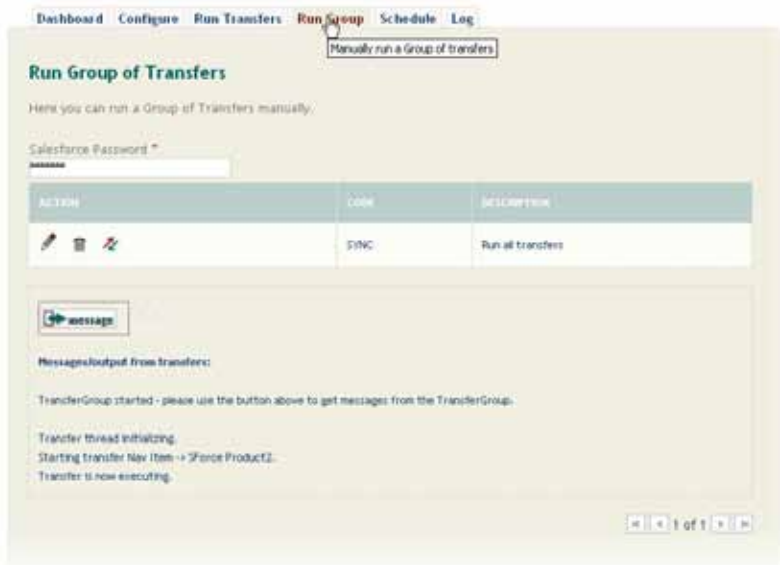 Dashboard Configure Run Transfers Run Group Schedule Log
Manually run a Group of transfers
Run Group of Transfers
Here you can run a Group of Transfers manually.
Salesforce Password *
ACTION CODE DESCRIPTION
SYNC Run all transfers
message
Messages/output from transfers:
TransferGroup started - please use the button above to get messages from the TransferGroup.
Transfer thread initializing.
Starting transfer Nav Item -> SForce Product2.
Transfer is now executing.
1 of 1